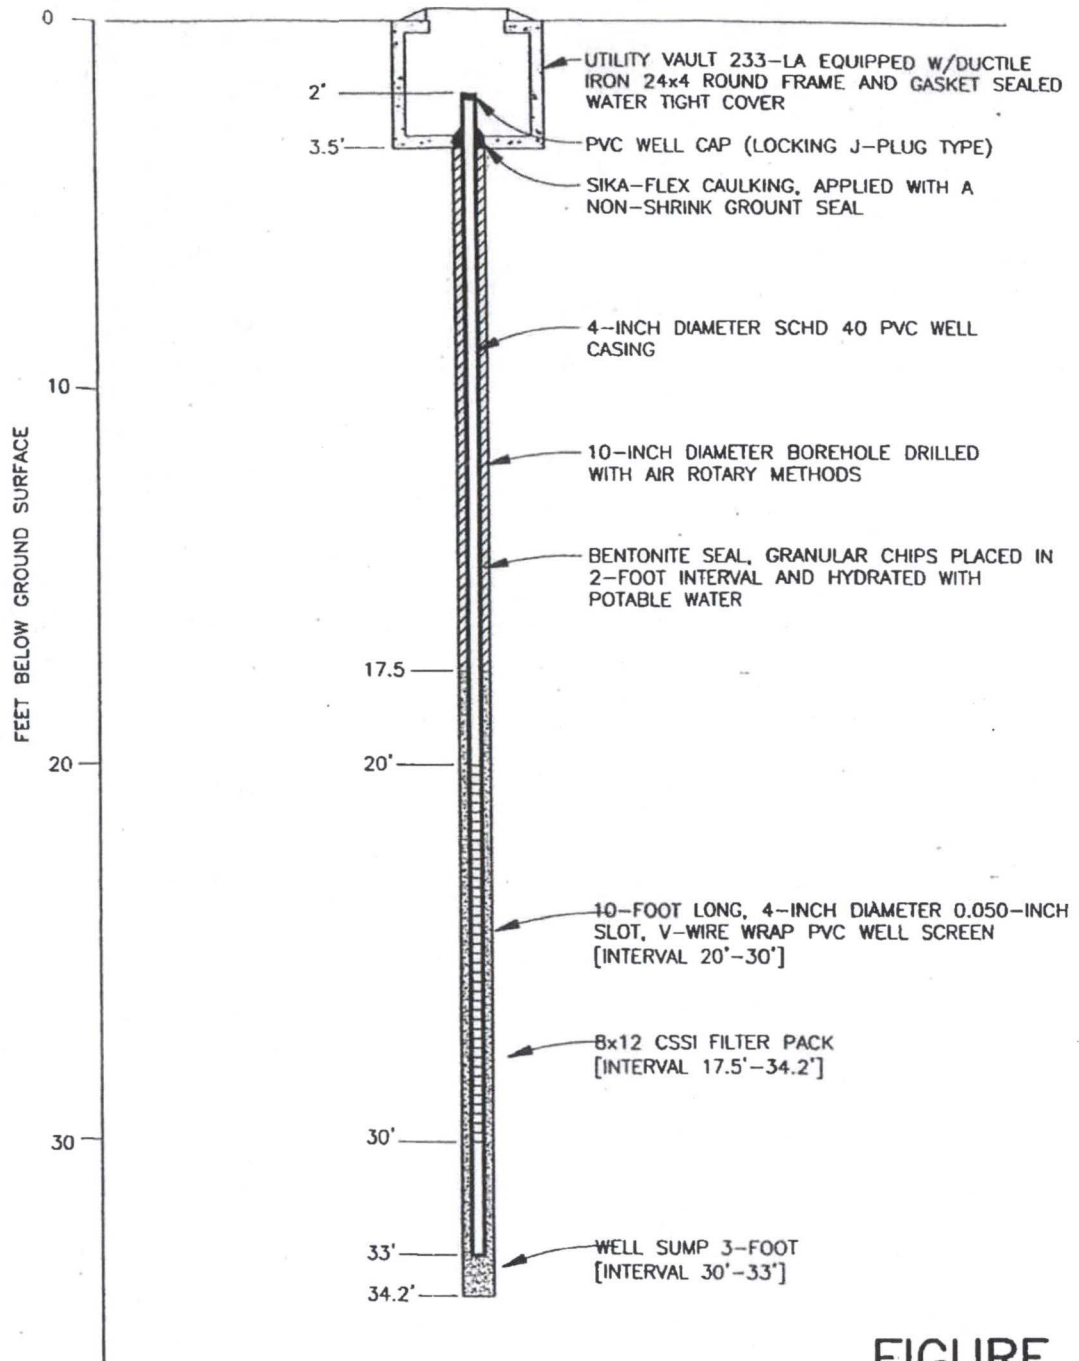 0
UTILITY VAULT 233-LA EQUIPPED W/DUCTILE
IRON 24x4 ROUND FRAME AND GASKET SEALED
WATER TIGHT COVER
2'
PVC WELL CAP (LOCKING J-PLUG TYPE)
3.5'
SIKA-FLEX CAULKING, APPLIED WITH A
NON-SHRINK GROUNT SEAL
4-INCH DIAMETER SCHD 40 PVC WELL
CASING
10
10-INCH DIAMETER BOREHOLE DRILLED
WITH AIR ROTARY METHODS
FEET BELOW GROUND SURFACE
BENTONITE SEAL, GRANULAR CHIPS PLACED IN
2-FOOT INTERVAL AND HYDRATED WITH
POTABLE WATER
17.5
20
20'
10-FOOT LONG, 4-INCH DIAMETER 0.050-INCH
SLOT, V-WIRE WRAP PVC WELL SCREEN
[INTERVAL 20'-30']
8x12 CSSI FILTER PACK
[INTERVAL 17.5'-34.2']
30
30'
WELL SUMP 3-FOOT
[INTERVAL 30'-33']
33'
34.2'
FIGURE